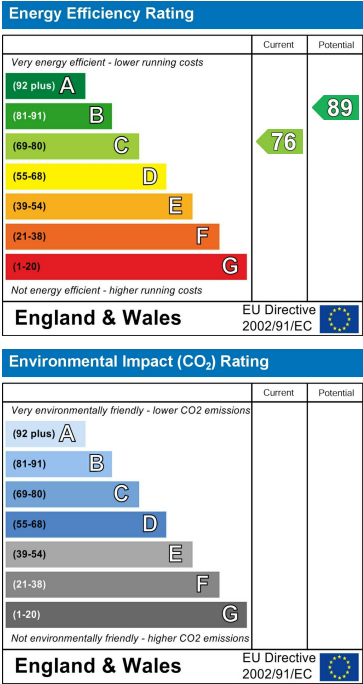 Energy Efficiency Rating
Current Potential
Very energy efficient - lower running costs
(92 plus) A
(81-91) B
(69-80) C
(55-68) D
(39-54) E
(21-38) F
(1-20) G
76
89
Not energy efficient - higher running costs
England & Wales
EU Directive
2002/91/EC
Environmental Impact (CO₂) Rating
Current Potential
Very environmentally friendly - lower CO2 emissions
(92 plus) A
(81-91) B
(69-80) C
(55-68) D
(39-54) E
(21-38) F
(1-20) G
Not environmentally friendly - higher CO2 emissions
England & Wales
EU Directive
2002/91/EC